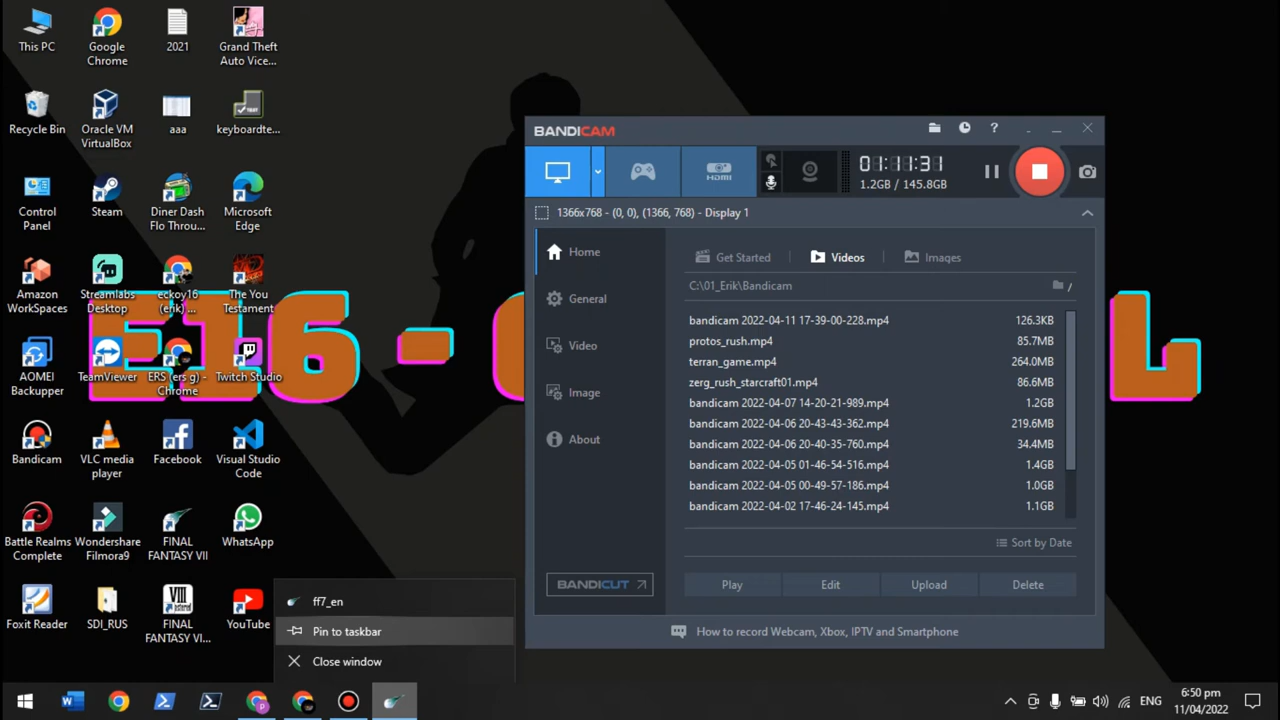 This PC
Google
Chrome
2021
Grand Theft
Auto Vice...
Recycle Bin
Oracle VM
VirtualBox
aaa
keyboardte...
TEST
Control
Panel
Steam
Diner Dash
Flo Throu...
Microsoft
Edge
Amazon
WorkSpaces
Streamlabs
Desktop
eckoy16
(erik) ...
The You
Testament
E16 -
L
AOMEI
Backupper
TeamViewer
ERS (ers g) -
Chrome
Twitch Studio
Bandicam
VLC media
player
Facebook
Visual Studio
Code
Battle Realms
Complete
Wondershare
Filmora9
FINAL
FANTASY VII
WhatsApp
Foxit Reader
SDI_RUS
VIII
FINAL
FANTASY VI...
YouTube
BANDICAM
?
HDMI
01:11:31
1.2GB / 145.8GB
1366x768 - (0, 0), (1366, 768) - Display 1
Home
General
Video
Image
About
BANDICUT
Get Started
Videos
Images
C:\01_Erik\Bandicam
/
bandicam 2022-04-11 17-39-00-228.mp4 126.3KB
protos_rush.mp4 85.7MB
terran_game.mp4 264.0MB
zerg_rush_starcraft01.mp4 86.6MB
bandicam 2022-04-07 14-20-21-989.mp4 1.2GB
bandicam 2022-04-06 20-43-43-362.mp4 219.6MB
bandicam 2022-04-06 20-40-35-760.mp4 34.4MB
bandicam 2022-04-05 01-46-54-516.mp4 1.4GB
bandicam 2022-04-05 00-49-57-186.mp4 1.0GB
bandicam 2022-04-02 17-46-24-145.mp4 1.1GB
Sort by Date
Play
Edit
Upload
Delete
How to record Webcam, Xbox, IPTV and Smartphone
ff7_en
Pin to taskbar
Close window
ENG
6:50 pm
11/04/2022